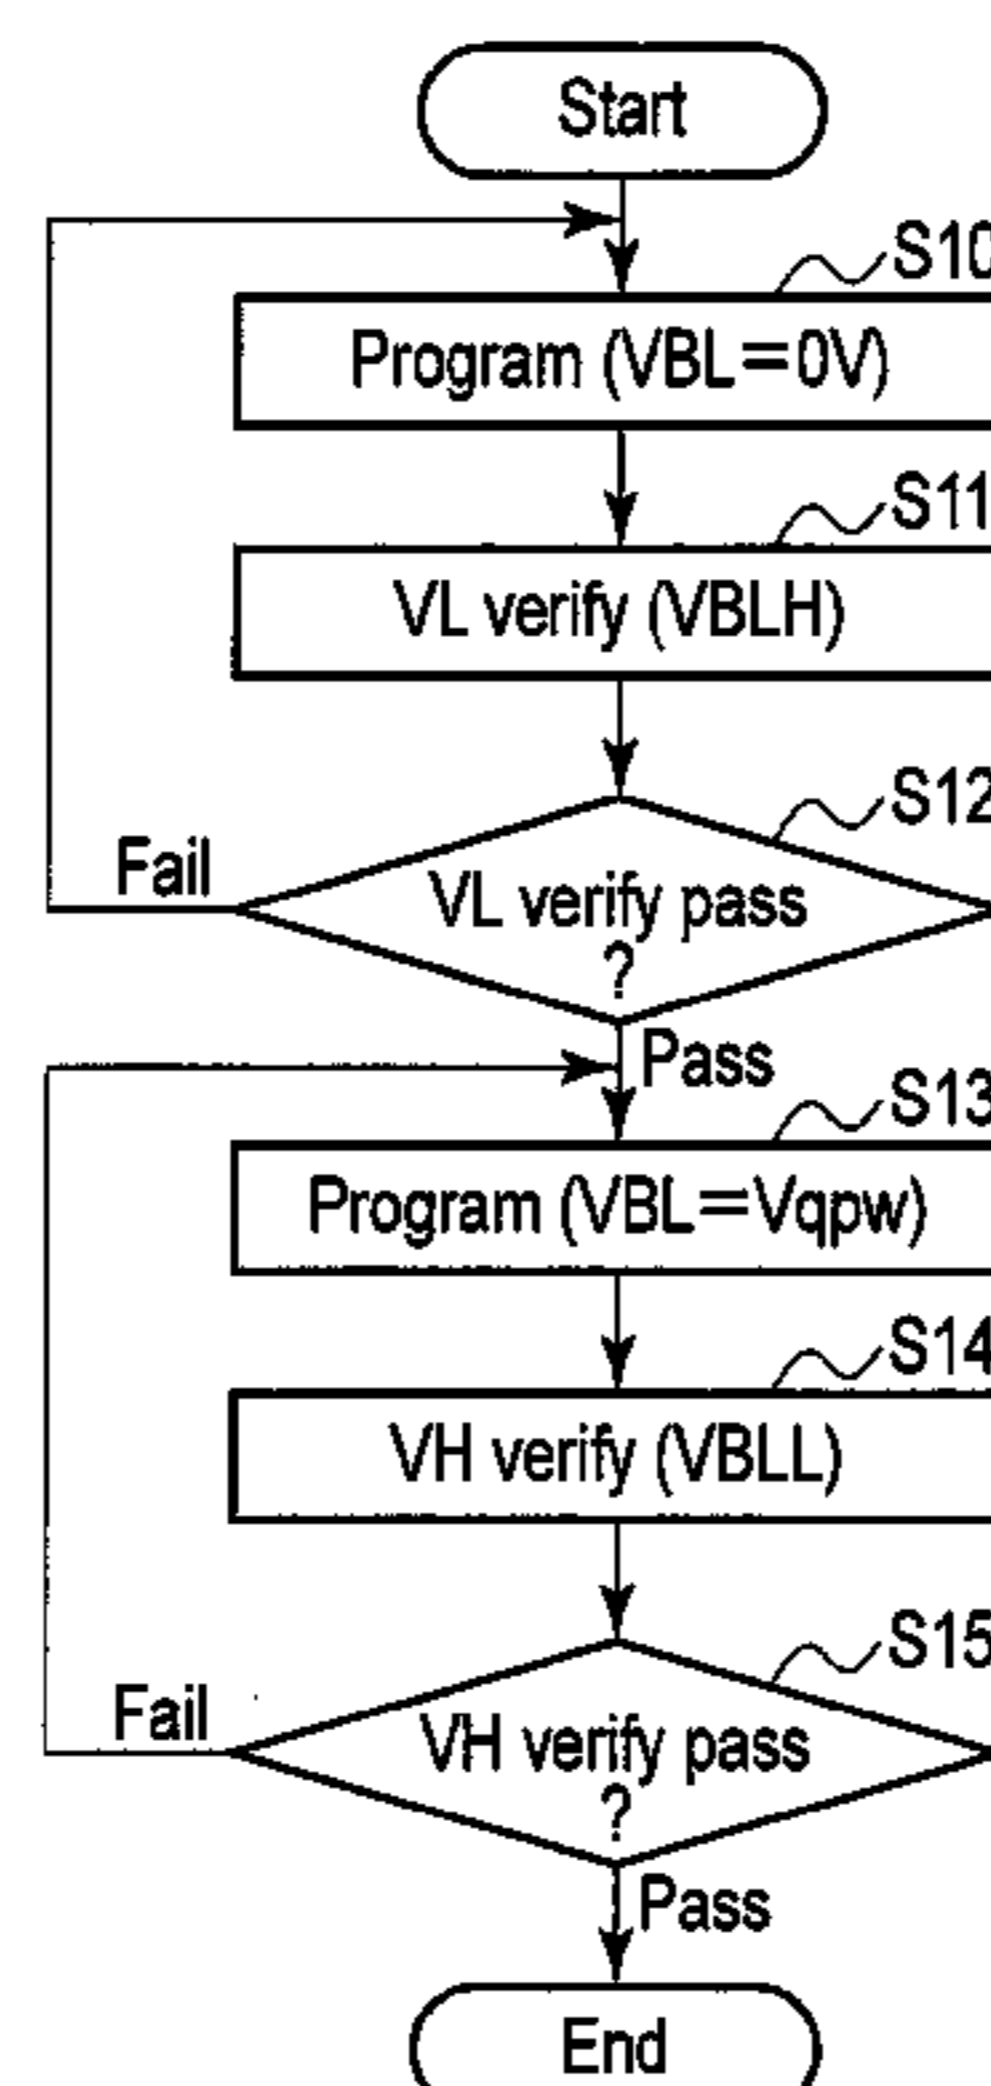 Start
S10
Program (VBL=0V)
S11
VL verify (VBLH)
S12
Fail
VL verify pass
?
Pass
S13
Program (VBL=Vqpw)
S14
VH verify (VBLL)
S15
Fail
VH verify pass
?
Pass
End